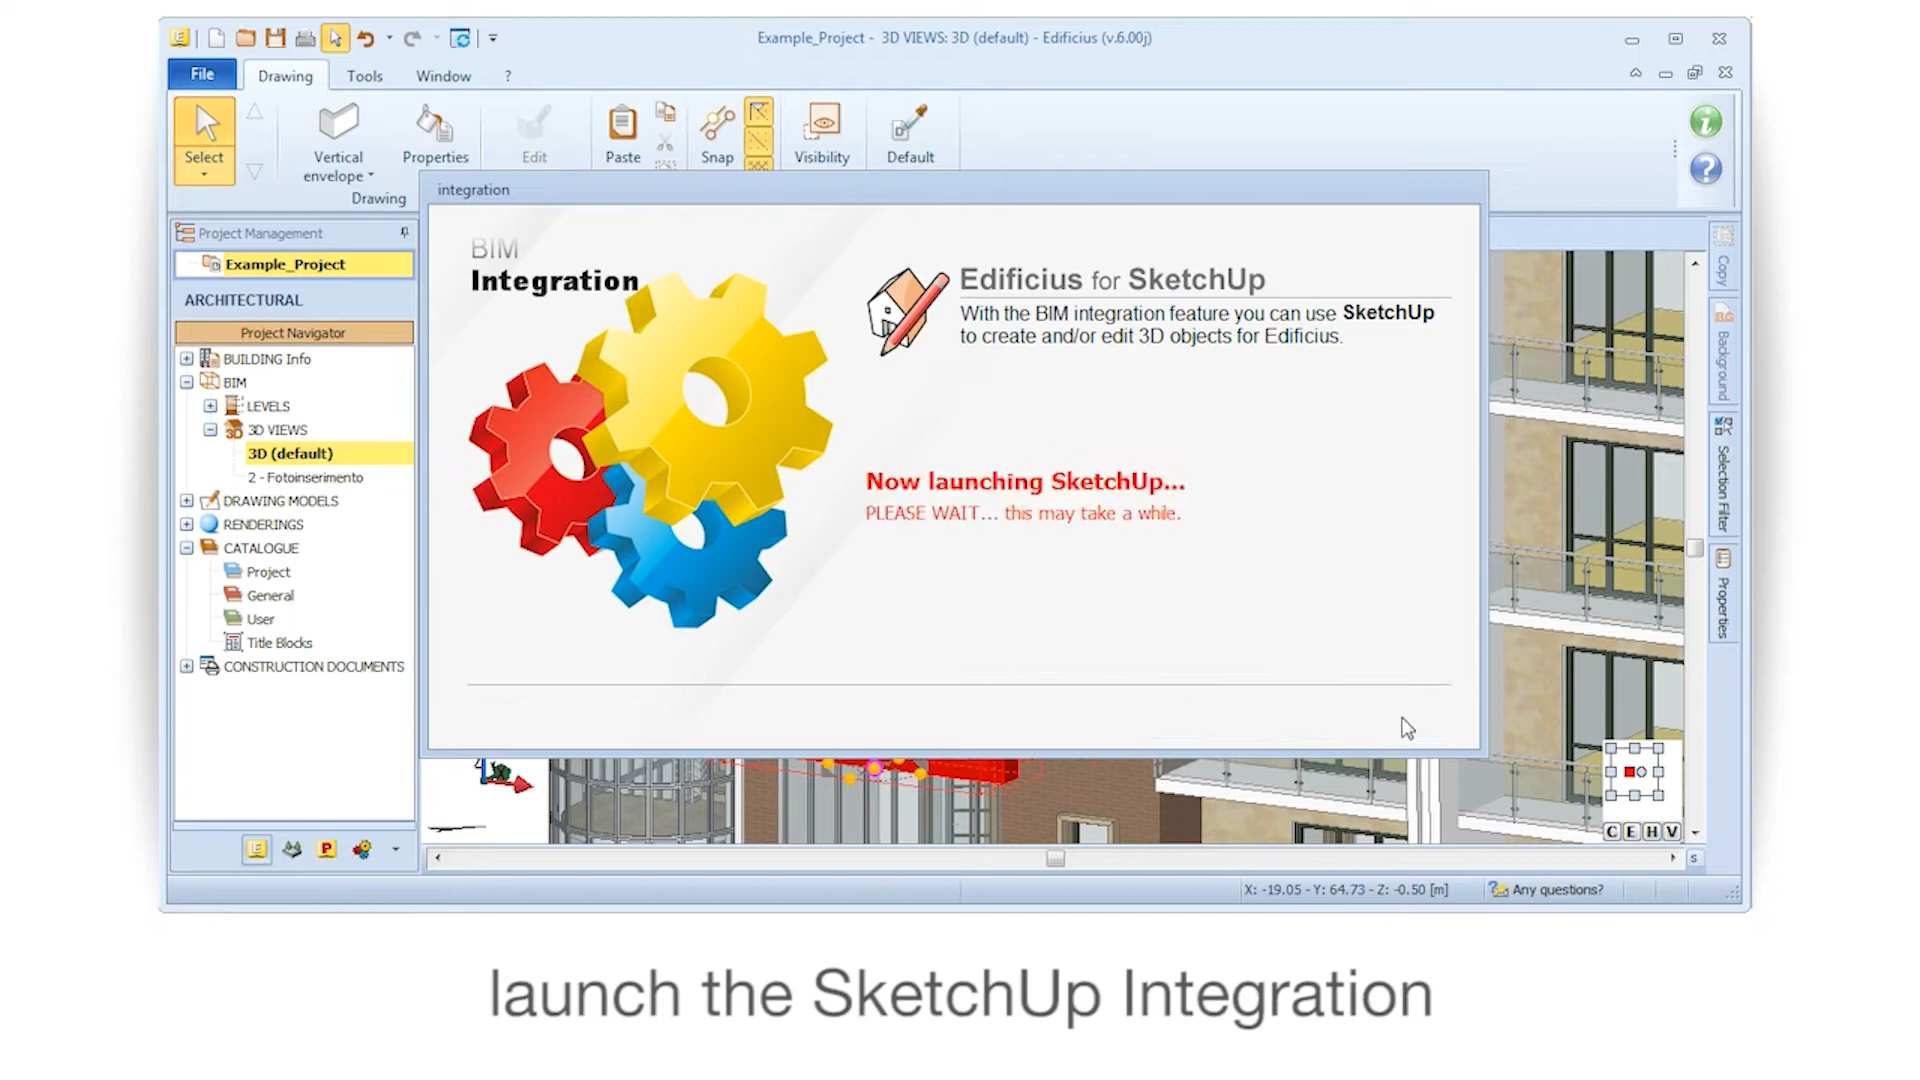 Example_Project - 3D VIEWS: 3D (default) - Edificius (v.6.00j)
File
Drawing
Tools
Window
?
Select
Vertical
envelope
Properties
Edit
Paste
Snap
Visibility
Default
Drawing
integration
Project Management
Example_Project
ARCHITECTURAL
Project Navigator
BUILDING Info
BIM
LEVELS
3D VIEWS
3D (default)
2 - Fotoinserimento
DRAWING MODELS
RENDERINGS
CATALOGUE
Project
General
User
Title Blocks
CONSTRUCTION DOCUMENTS
BIM
Integration
Edificius for SketchUp
With the BIM integration feature you can use SketchUp
to create and/or edit 3D objects for Edificius.
Now launching SketchUp...
PLEASE WAIT... this may take a while.
Copy
BG
Background
Selection Filter
Properties
C E H V
S
X: -19.05 - Y: 64.73 - Z: -0.50 [m]
Any questions?
launch the SketchUp Integration